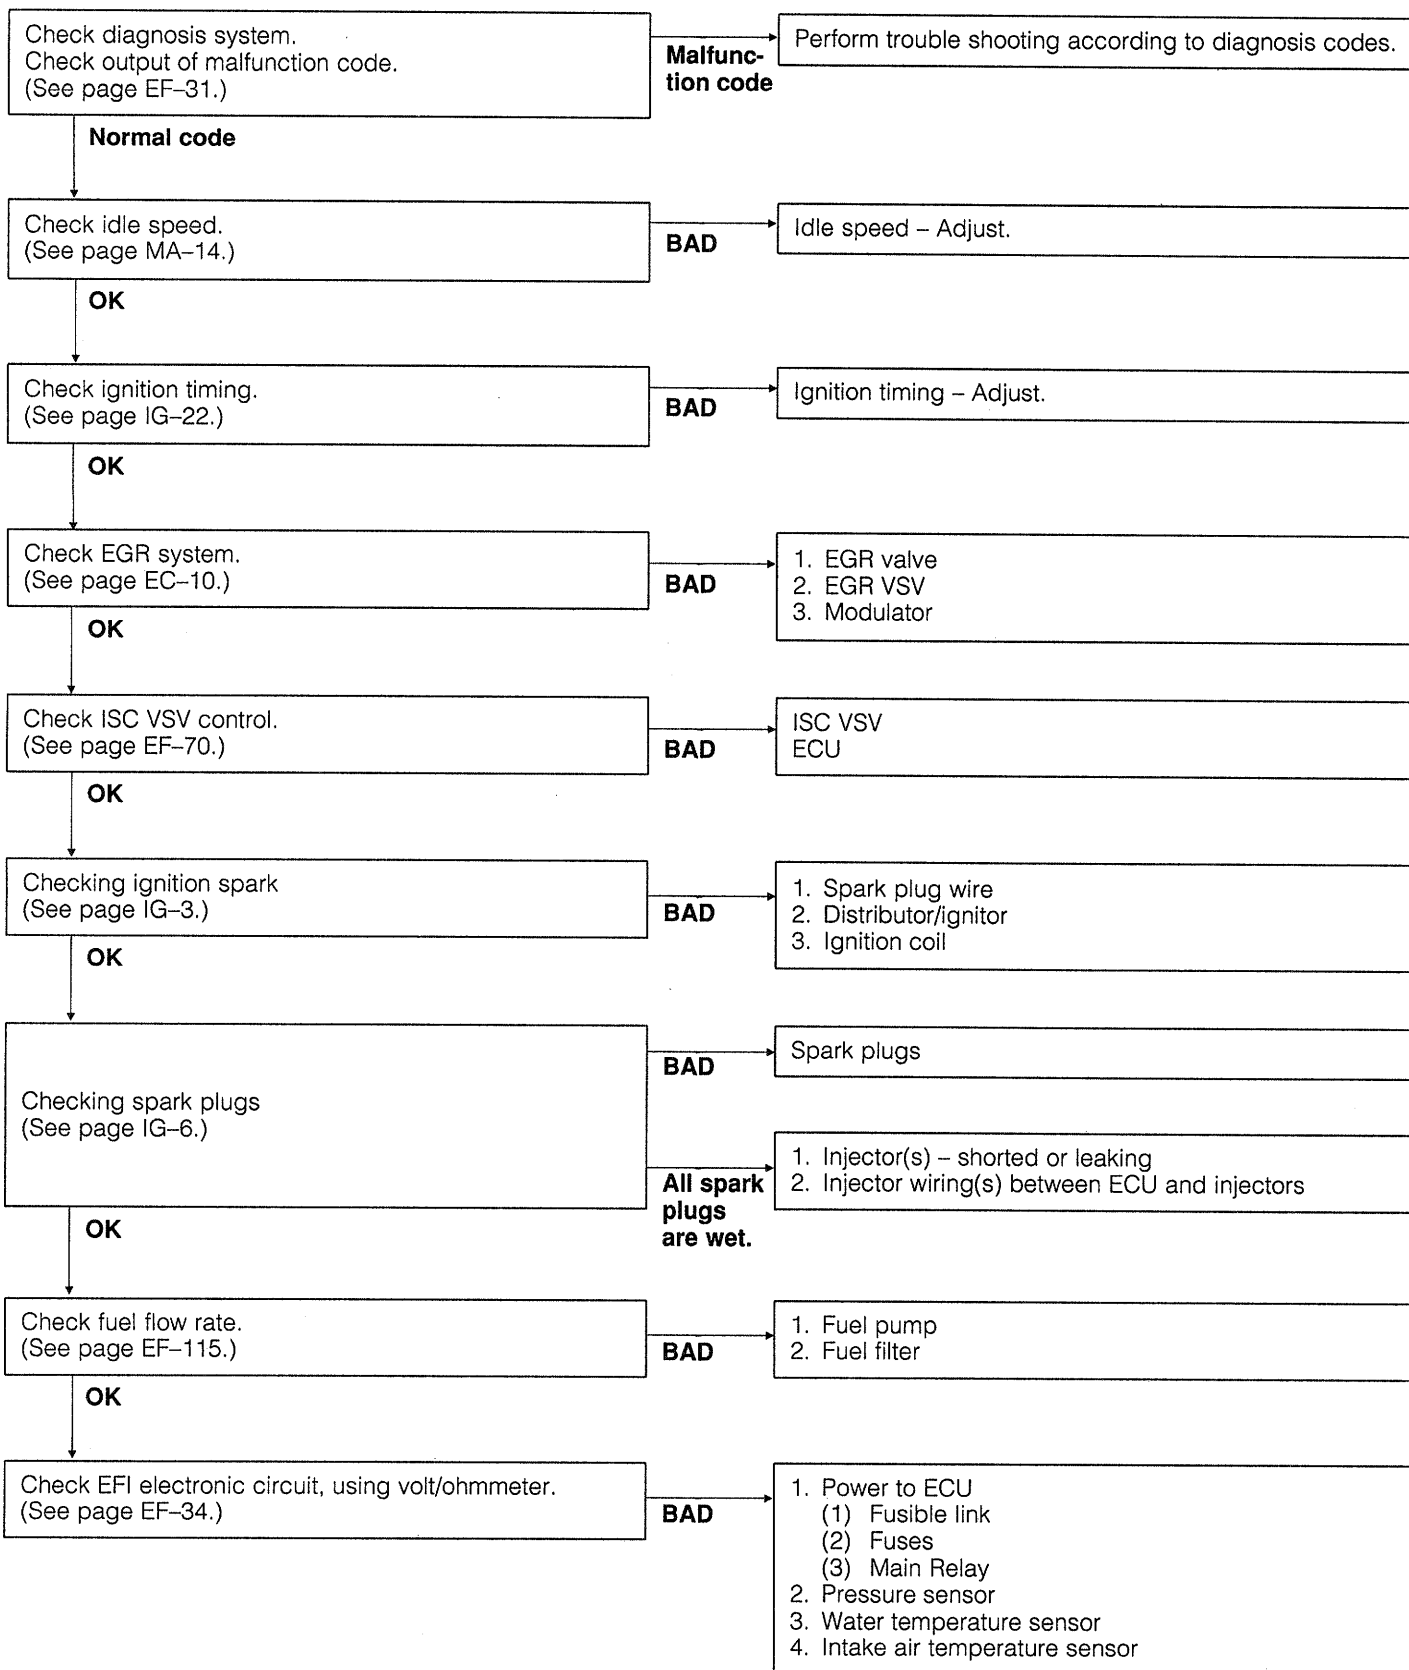 Check diagnosis system.
Check output of malfunction code.
(See page EF–31.)
Malfunc-
tion code
Perform trouble shooting according to diagnosis codes.
Normal code
Check idle speed.
(See page MA–14.)
BAD
Idle speed – Adjust.
OK
Check ignition timing.
(See page IG–22.)
BAD
Ignition timing – Adjust.
OK
Check EGR system.
(See page EC–10.)
BAD
1. EGR valve
2. EGR VSV
3. Modulator
OK
Check ISC VSV control.
(See page EF–70.)
BAD
ISC VSV
ECU
OK
Checking ignition spark
(See page IG–3.)
BAD
1. Spark plug wire
2. Distributor/ignitor
3. Ignition coil
OK
Checking spark plugs
(See page IG–6.)
BAD
Spark plugs
All spark
plugs
are wet.
1. Injector(s) – shorted or leaking
2. Injector wiring(s) between ECU and injectors
OK
Check fuel flow rate.
(See page EF–115.)
BAD
1. Fuel pump
2. Fuel filter
OK
Check EFI electronic circuit, using volt/ohmmeter.
(See page EF–34.)
BAD
1. Power to ECU
(1) Fusible link
(2) Fuses
(3) Main Relay
2. Pressure sensor
3. Water temperature sensor
4. Intake air temperature sensor